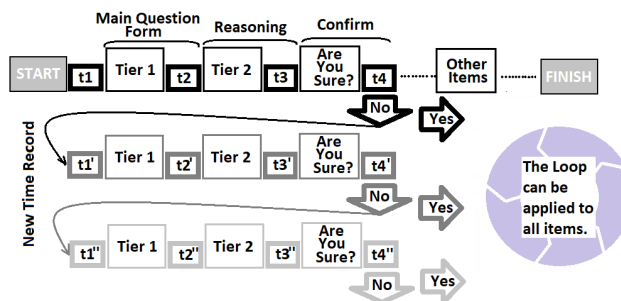 Main Question
Form
Reasoning
Confirm
START
t1
Tier 1
t2
Tier 2
t3
Are
You
Sure?
t4
Other
Items
FINISH
No
Yes
New Time Record
t1'
Tier 1
t2'
Tier 2
t3'
Are
You
Sure?
t4'
No
Yes
t1"
Tier 1
t2"
Tier 2
t3"
Are
You
Sure?
t4"
No
Yes
The Loop
can be
applied to
all items.